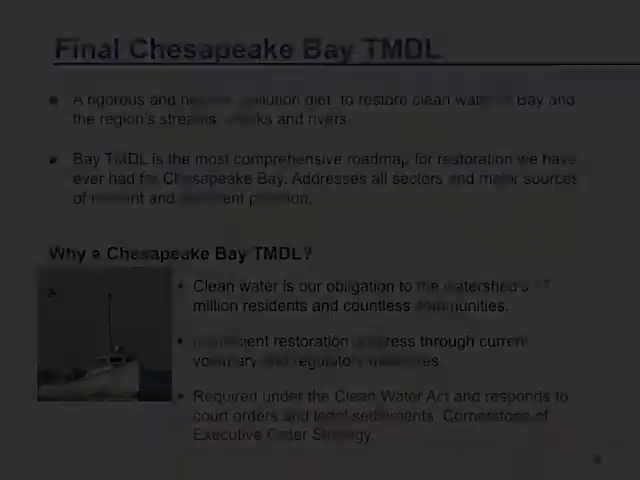 Final Chesapeake Bay TMDL
A rigorous and pollution diet to restore clean water Bay and
the region's streams, creeks and rivers.
Bay TMDL is the most comprehensive roadmap for restoration we have
ever had for Chesapeake Bay. Addresses all sectors and major sources
of nutrient and sediment pollution.
Why a Chesapeake Bay TMDL?
Clean water is our obligation to the watershed's 17
million residents and countless communities.
Insufficient restoration progress through current
voluntary and regulatory measures.
Required under the Clean Water Act and responds to
court orders and legal settlements. Cornerstone of
Executive Order Strategy.